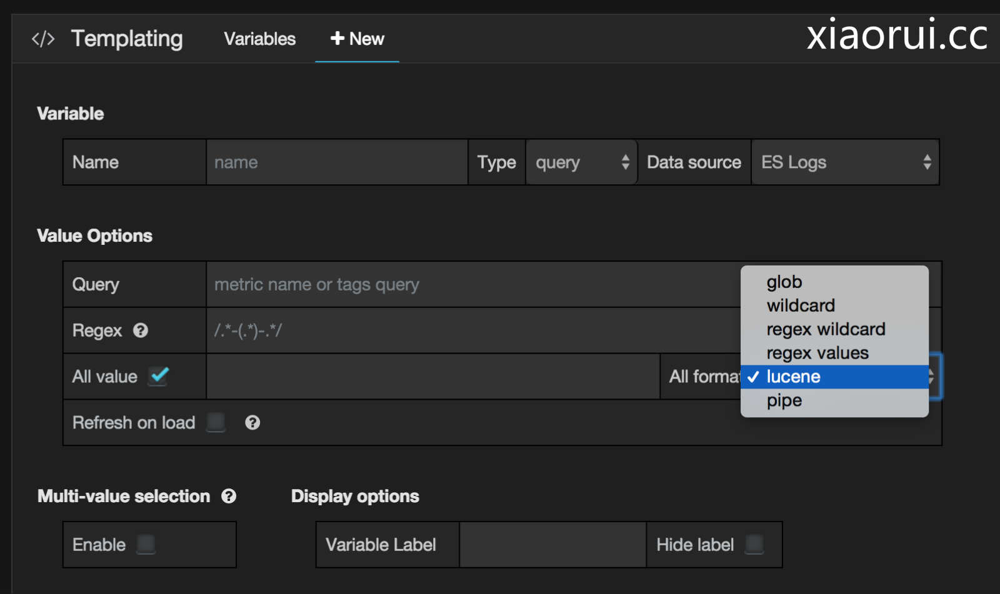 </> Templating Variables + New xiaorui.cc
Variable
Name name Type query Data source ES Logs
Value Options
Query metric name or tags query
glob
wildcard
Regex ? /.*-(.*)-.*/
regex wildcard
regex values
All value All format
lucene
pipe
Refresh on load ?
Multi-value selection ? Display options
Enable Variable Label Hide label